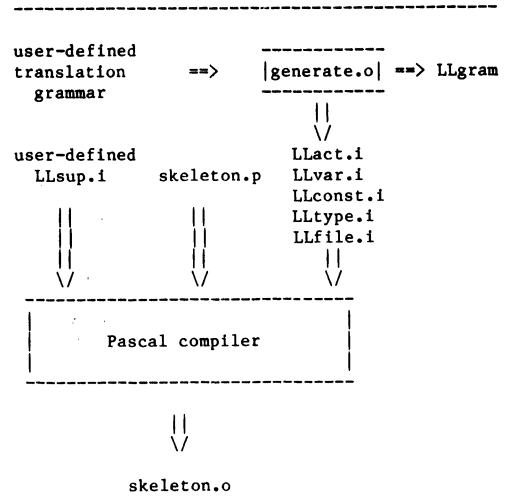 user-defined
translation ==> |generate.o| ==> LLgram
grammar
user-defined
LLsup.i skeleton.p
LLact.i
LLvar.i
LLconst.i
LLtype.i
LLfile.i
Pascal compiler
skeleton.o